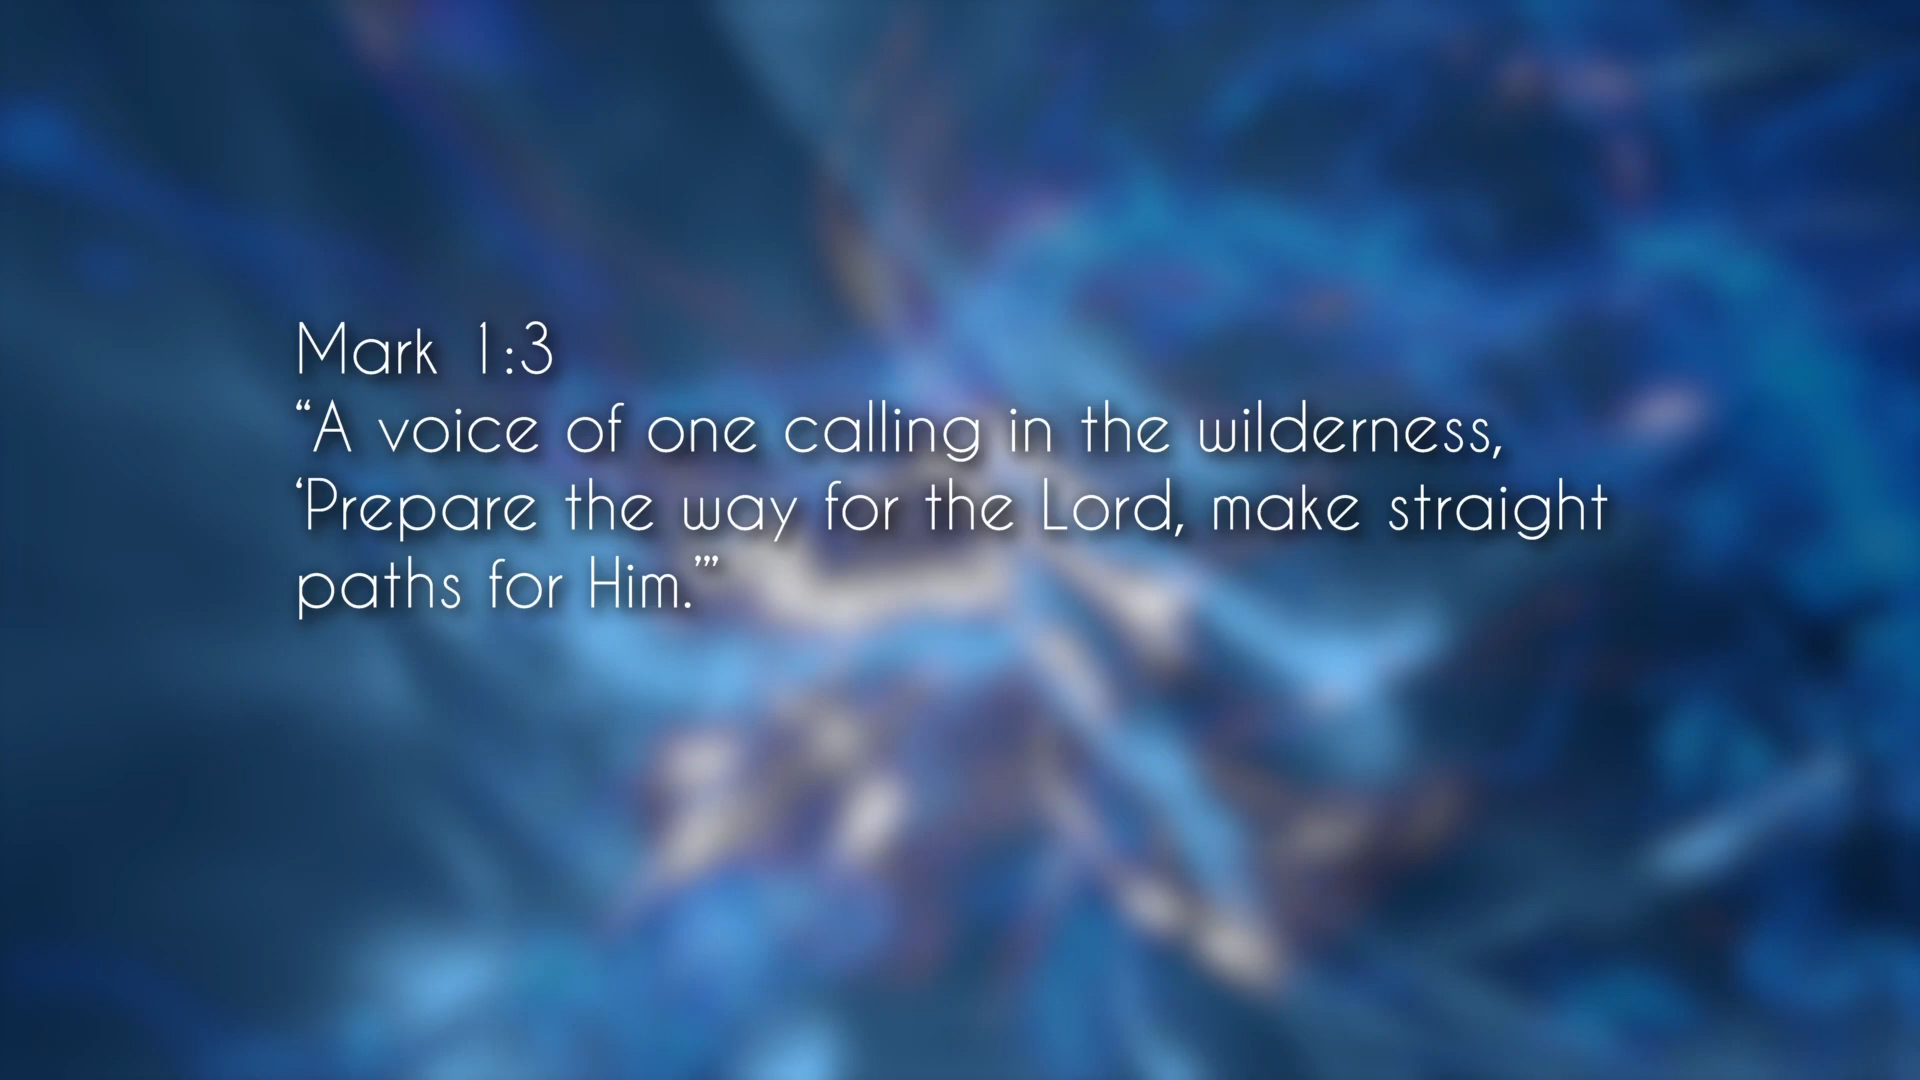 Mark 1:3
“A voice of one calling in the wilderness,
‘Prepare the way for the Lord, make straight
paths for Him.’”